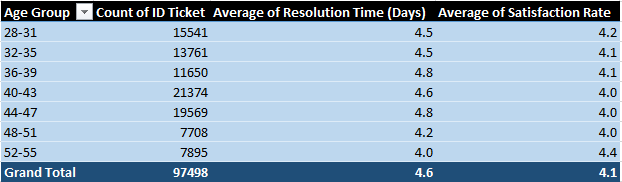 Age Group Count of ID Ticket Average of Resolution Time (Days) Average of Satisfaction Rate
28-31 15541 4.5 4.2
32-35 13761 4.5 4.1
36-39 11650 4.8 4.1
40-43 21374 4.6 4.0
44-47 19569 4.8 4.0
48-51 7708 4.2 4.0
52-55 7895 4.0 4.4
Grand Total 97498 4.6 4.1